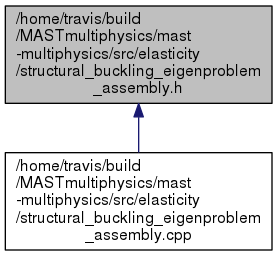 /home/travis/build
/MASTmultiphysics/mast
-multiphysics/src/elasticity
/structural_buckling_eigenproblem
_assembly.h
/home/travis/build
/MASTmultiphysics/mast
-multiphysics/src/elasticity
/structural_buckling_eigenproblem
_assembly.cpp